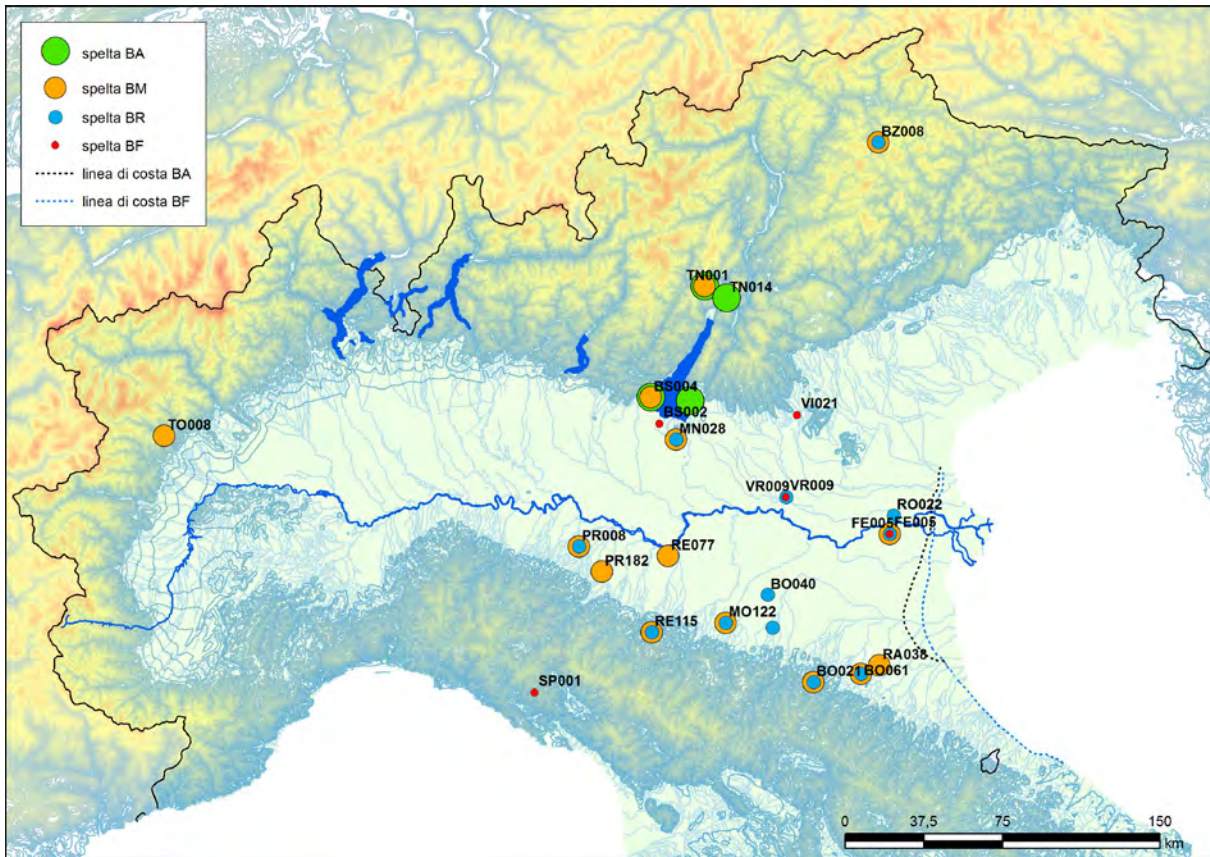 spelta BA
spelta BM
spelta BR
spelta BF
linea di costa BA
linea di costa BF
BZ008
TN001
TN014
BS004
BS002
VI021
TO008
MN028
VR009VR009
RO022
FE005FE005
PR008
RE077
PR182
BO040
MO122
RE115
RA038
BO021
BO061
SP001
0 37,5 75 150
km